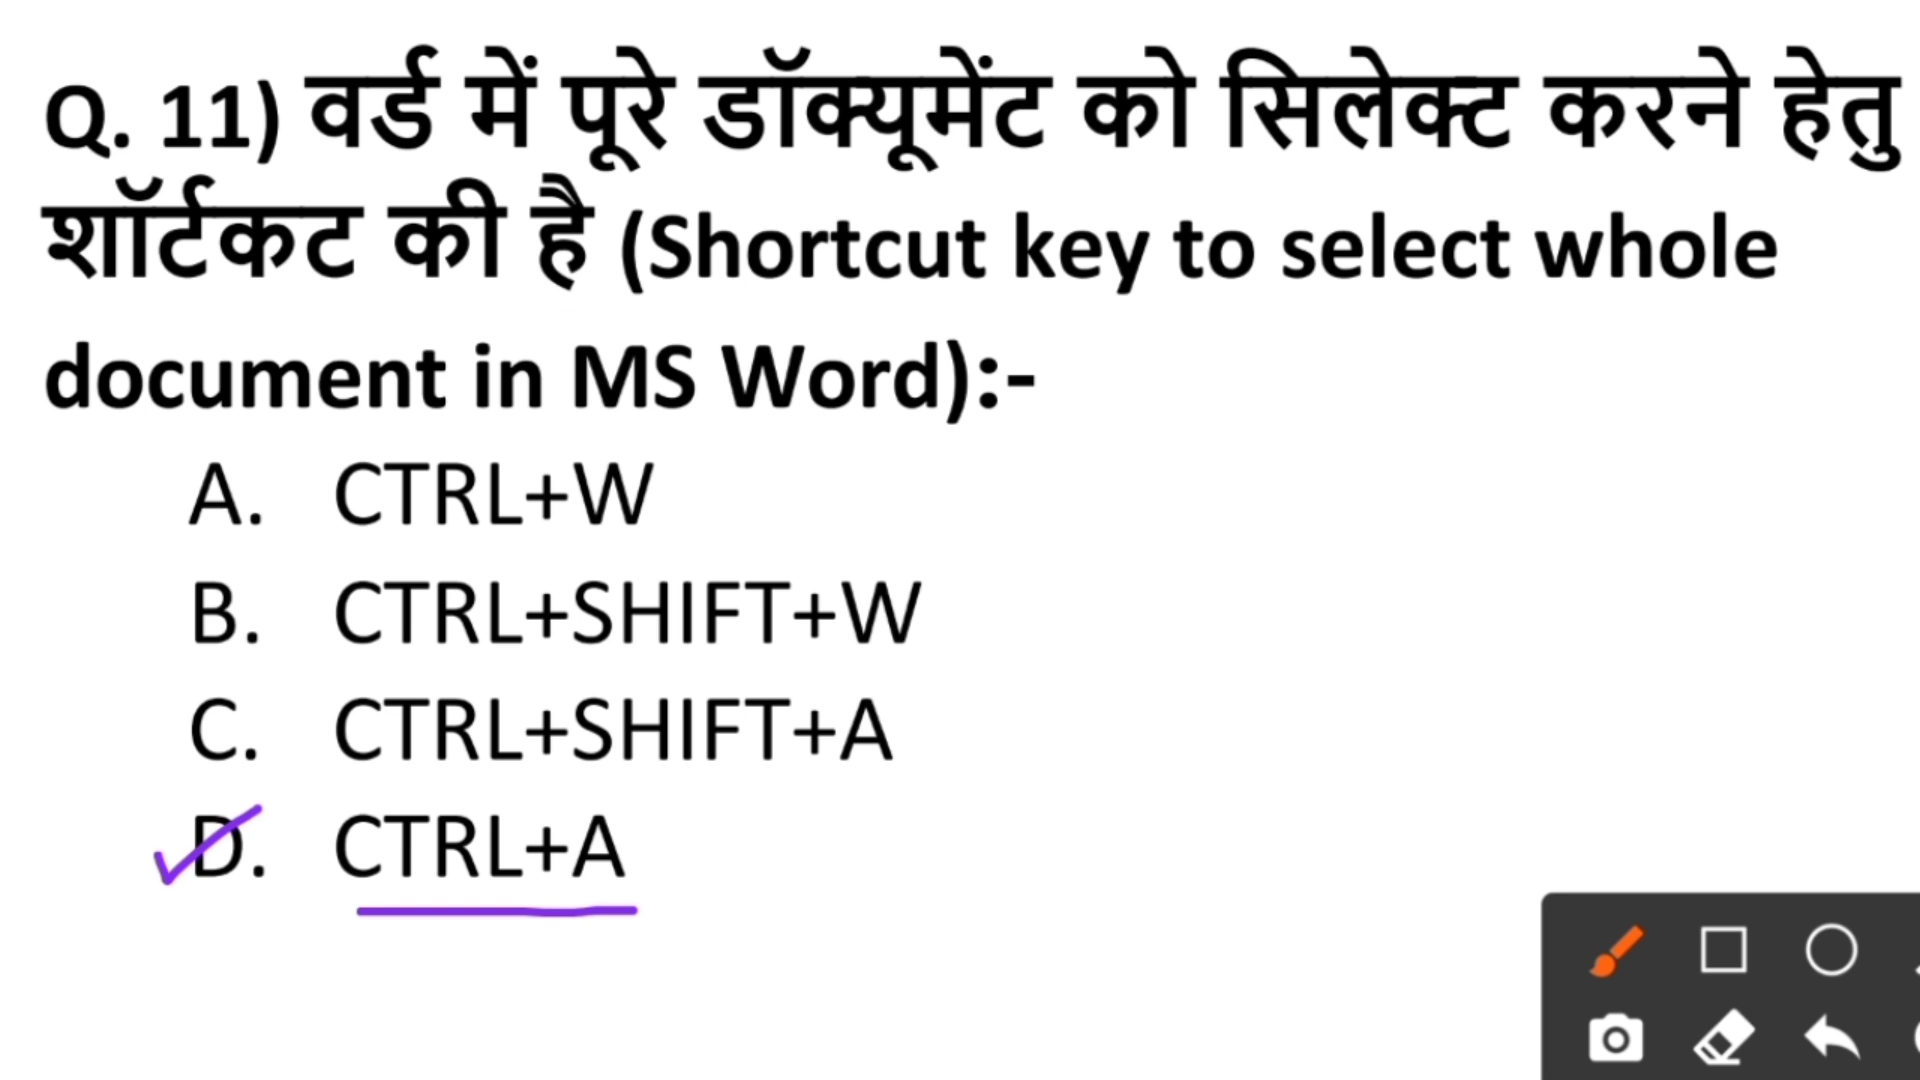 Q. 11) वर्ड में पूरे डॉक्यूमेंट को सिलेक्ट करने हेतु
शॉर्टकट की है (Shortcut key to select whole
document in MS Word):-
A. CTRL+W
B. CTRL+SHIFT+W
C. CTRL+SHIFT+A
D. CTRL+A